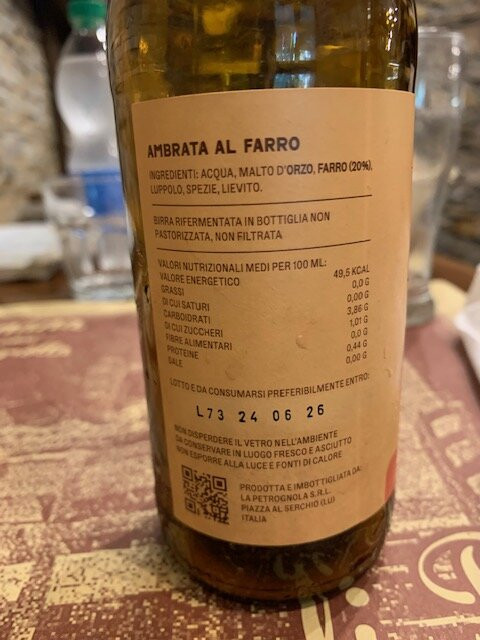 AMBRATA AL FARRO
INGREDIENTI: ACQUA, MALTO D'ORZO, FARRO (20%),
LUPPOLO, SPEZIE, LIEVITO.
BIRRA RIFERMENTATA IN BOTTIGLIA NON
PASTORIZZATA, NON FILTRATA
VALORI NUTRIZIONALI MEDI PER 100 ML:
VALORE ENERGETICO 49,5 KCAL
GRASSI 0,0 G
DI CUI SATURI 0,00 G
CARBOIDRATI 3,86 G
DI CUI ZUCCHERI 1,01 G
FIBRE ALIMENTARI 0,0 G
PROTEINE 0,44 G
SALE 0,00 G
LOTTO E DA CONSUMARSI PREFERIBILMENTE ENTRO:
L73 24 06 26
NON DISPERDERE IL VETRO NELL'AMBIENTE
DA CONSERVARE IN LUOGO FRESCO E ASCIUTTO
NON ESPORRE ALLA LUCE E FONTI DI CALORE
PRODOTTA E IMBOTTIGLIATA DA:
LA PETROGNOLA S.R.L.
PIAZZA AL SERCHIO (LU)
ITALIA